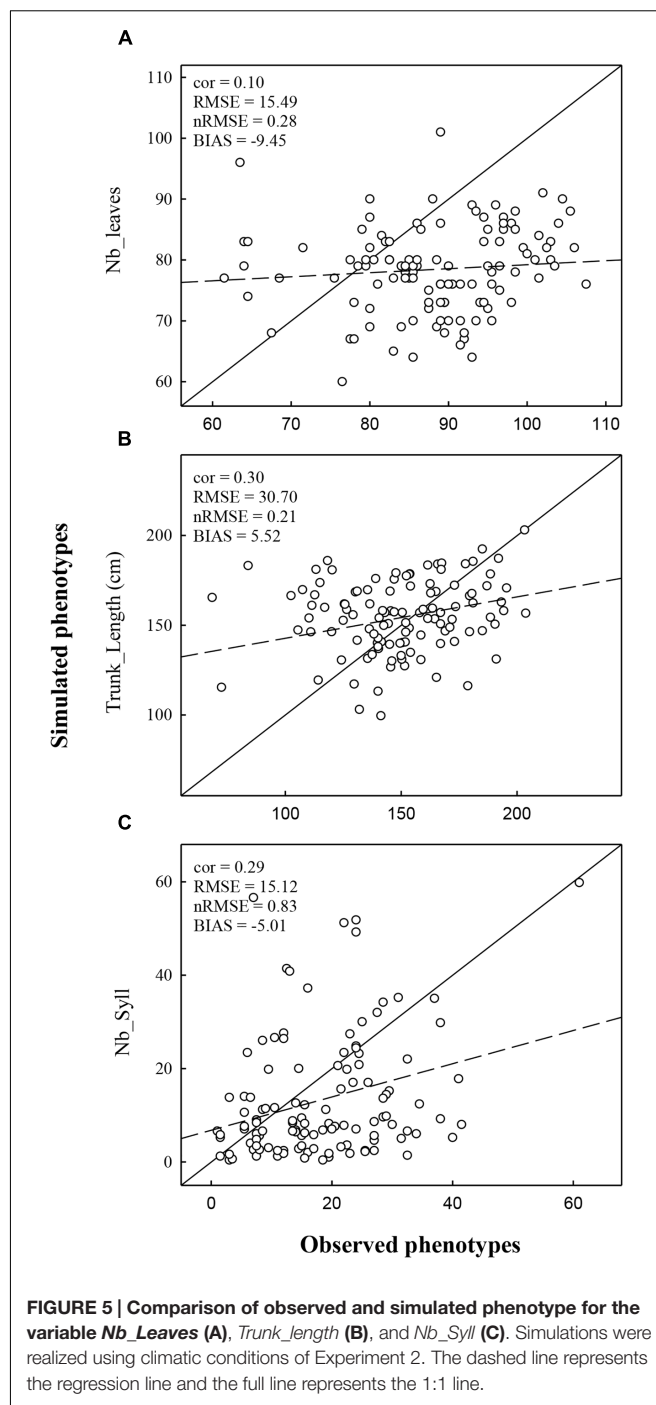 A
cor = 0.10
RMSE = 15.49
nRMSE = 0.28
BIAS = -9.45
110
100
90
80
70
60
Nb_leaves
60 70 80 90 100 110
B
cor = 0.30
RMSE = 30.70
nRMSE = 0.21
BIAS = 5.52
200
150
100
Trunk_Length (cm)
Simulated phenotypes
100 150 200
C
cor = 0.29
RMSE = 15.12
nRMSE = 0.83
BIAS = -5.01
60
40
20
0
Nb_Syll
0 20 40 60
Observed phenotypes
FIGURE 5 | Comparison of observed and simulated phenotype for the
variable Nb_Leaves (A), Trunk_length (B), and Nb_Syll (C). Simulations were
realized using climatic conditions of Experiment 2. The dashed line represents
the regression line and the full line represents the 1:1 line.